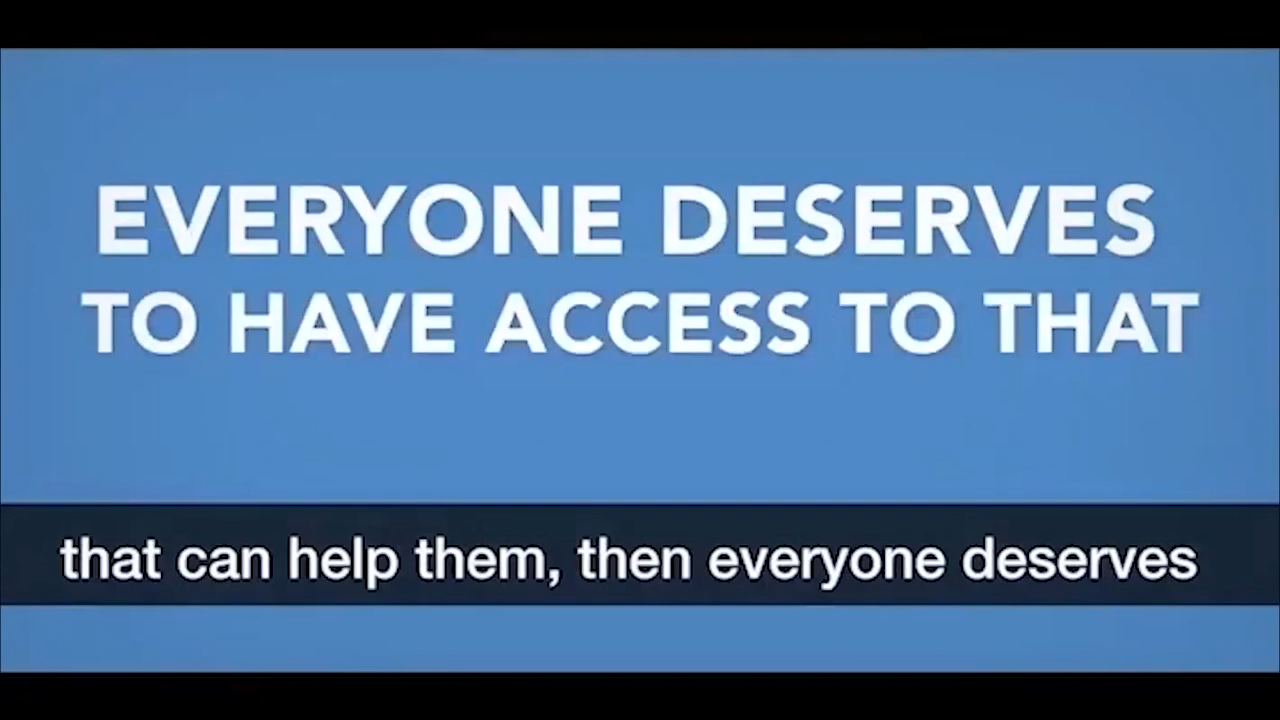 EVERYONE DESERVES
TO HAVE ACCESS TO THAT
that can help them, then everyone deserves